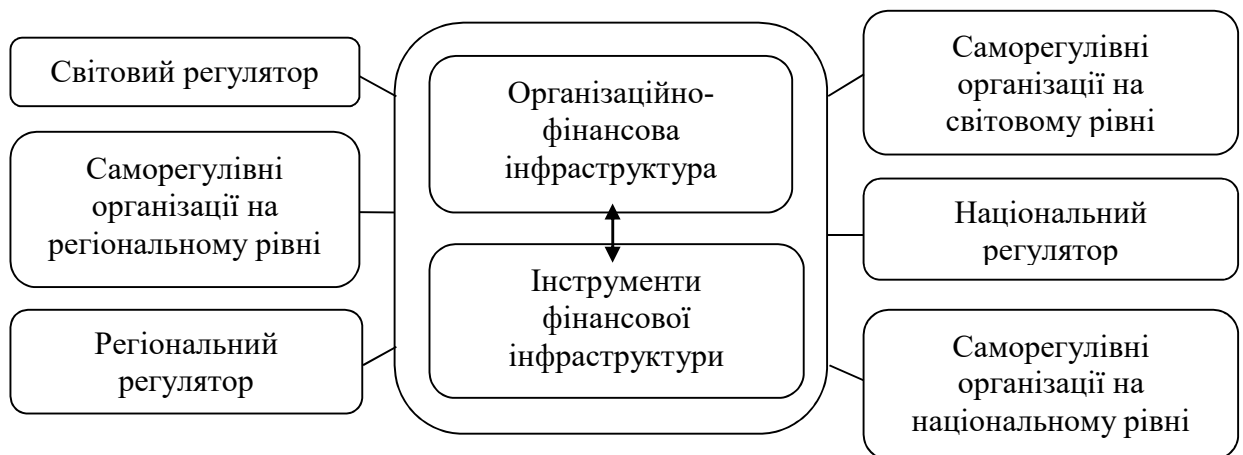 Світовий регулятор
Саморегулівні
організації на
регіональному рівні
Регіональний
регулятор
Організаційно-
фінансова
інфраструктура
Інструменти
фінансової
інфраструктури
Саморегулівні
організації на
світовому рівні
Національний
регулятор
Саморегулівні
організації на
національному рівні